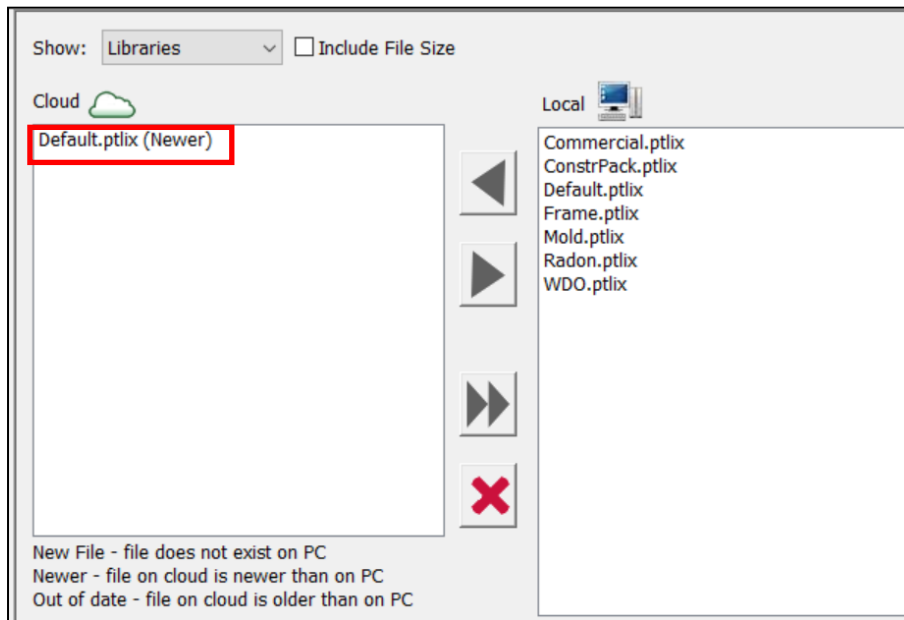 Show: Libraries Include File Size
Cloud
Default.ptlix (Newer)
New File - file does not exist on PC
Newer - file on cloud is newer than on PC
Out of date - file on cloud is older than on PC
Local
Commercial.ptlix
ConstrPack.ptlix
Default.ptlix
Frame.ptlix
Mold.ptlix
Radon.ptlix
WDO.ptlix